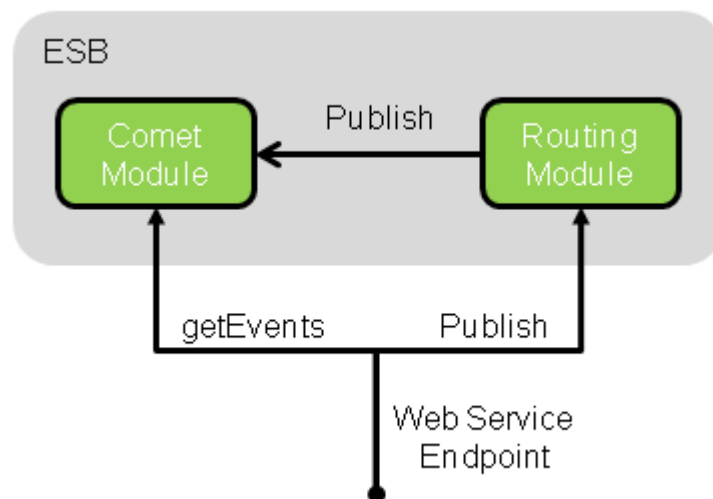 ESB
Comet
Module
Publish
Routing
Module
getEvents
Publish
Web Service
Endpoint